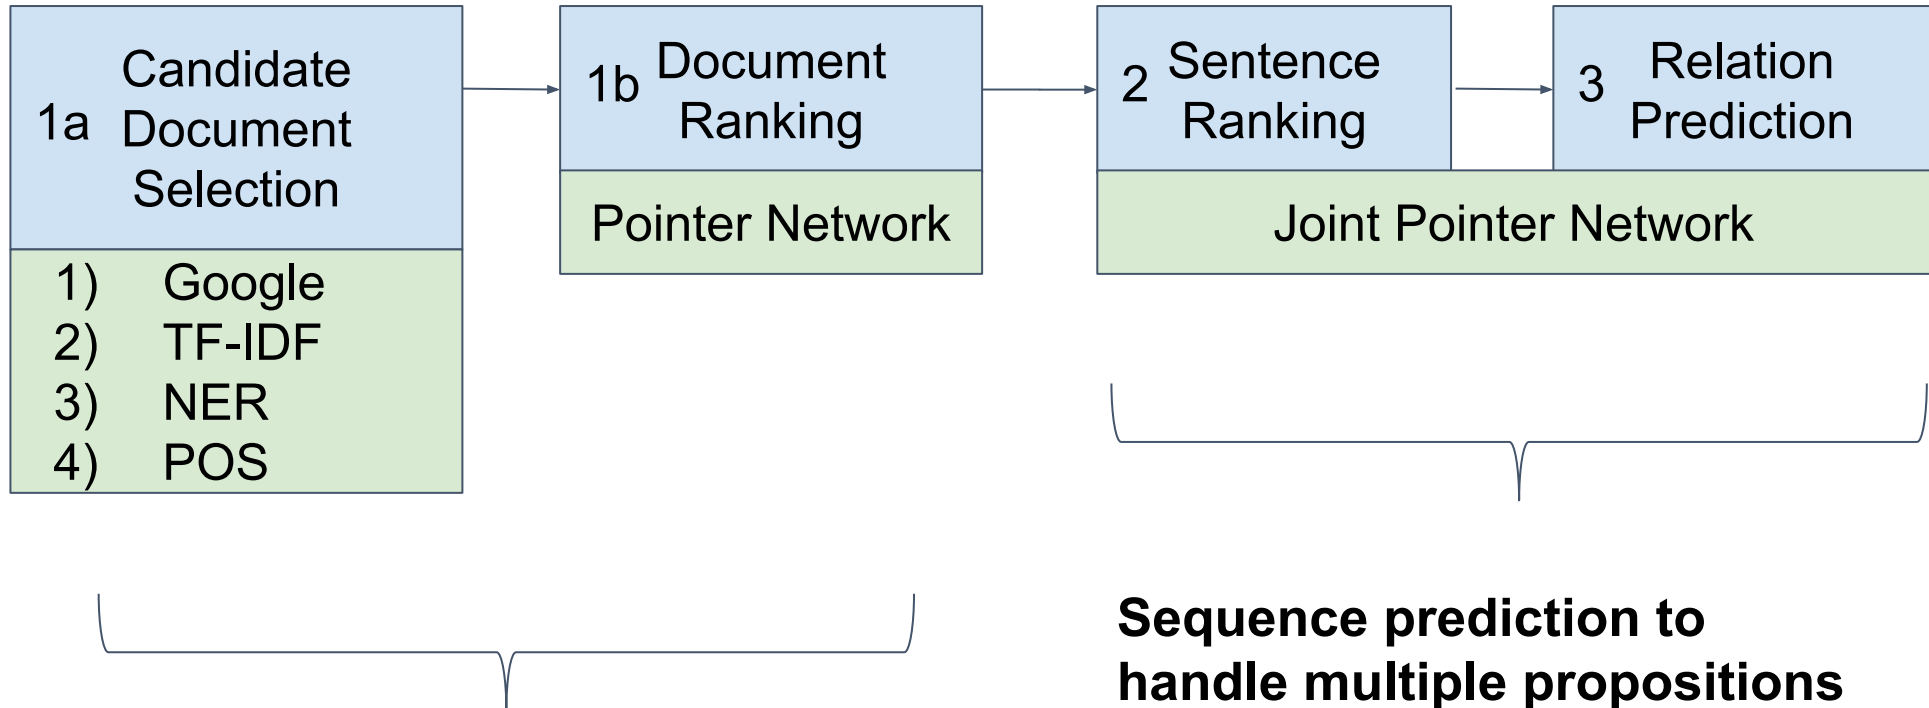 1a
Candidate
Document
Selection
1) Google
2) TF-IDF
3) NER
4) POS
1b
Document
Ranking
Pointer Network
2
Sentence
Ranking
3
Relation
Prediction
Joint Pointer Network
Sequence prediction to
handle multiple propositions